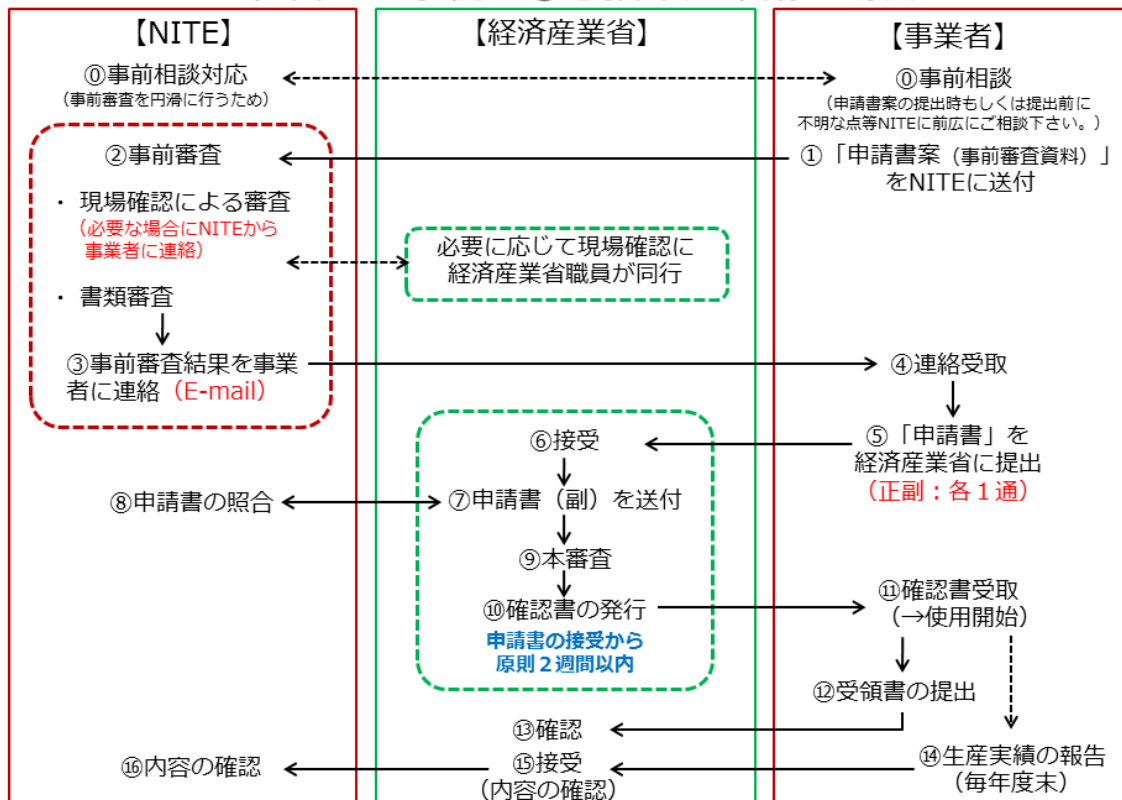 【NITE】
⓪事前相談対応
（事前審査を円滑に行うため）
②事前審査
・ 現場確認による審査
（必要な場合にNITEから
事業者に連絡）
・ 書類審査
③事前審査結果を事業
者に連絡（E-mail）
⑧申請書の照合
⑯内容の確認
【経済産業省】
必要に応じて現場確認に
経済産業省職員が同行
⑥接受
⑦申請書（副）を送付
⑨本審査
⑩確認書の発行
申請書の接受から
原則２週間以内
⑬確認
⑮接受
（内容の確認）
【事業者】
⓪事前相談
（申請書案の提出時もしくは提出前に
不明な点等NITEに前広にご相談下さい。）
①「申請書案（事前審査資料）」
をNITEに送付
④連絡受取
⑤「申請書」を
経済産業省に提出
（正副：各１通）
⑪確認書受取
（→使用開始）
⑫受領書の提出
⑭生産実績の報告
（毎年度末）